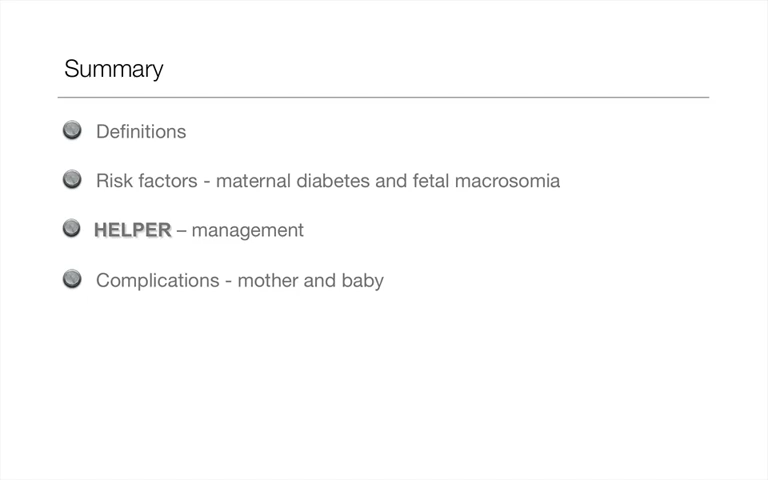 Summary
Definitions
Risk factors - maternal diabetes and fetal macrosomia
HELPER – management
Complications - mother and baby